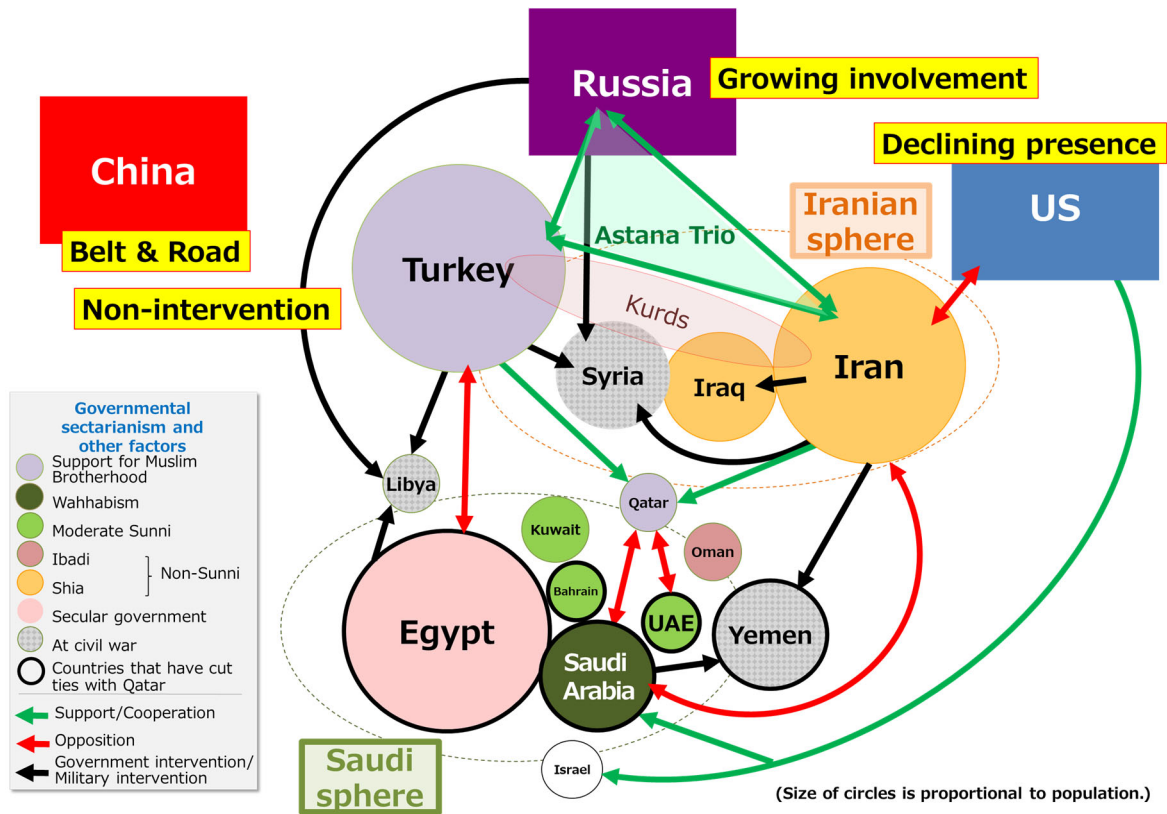 Russia
Growing involvement
China
Belt & Road
Non-intervention
Declining presence
US
Iranian
sphere
Astana Trio
Turkey
Kurds
Syria
Iraq
Iran
Governmental
sectarianism and
other factors
Support for Muslim
Brotherhood
Wahhabism
Moderate Sunni
Ibadi
Non-Sunni
Shia
Secular government
At civil war
Countries that have cut
ties with Qatar
Support/Cooperation
Opposition
Government intervention/
Military intervention
Libya
Qatar
Kuwait
Oman
Bahrain
UAE
Egypt
Yemen
Saudi
Arabia
Israel
Saudi
sphere
(Size of circles is proportional to population.)